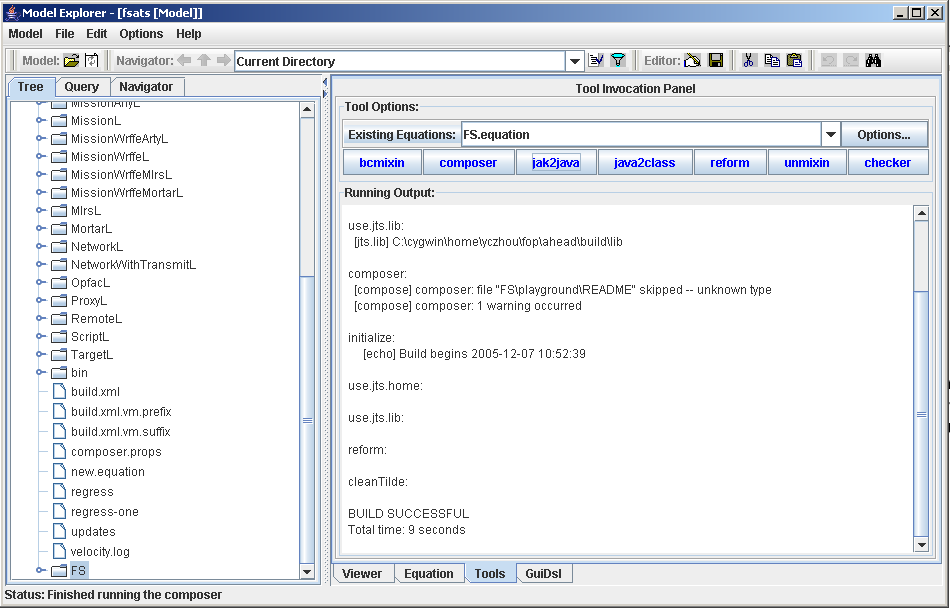 Model Explorer - [fsats [Model]]
Model File Edit Options Help
Model: Navigator: Current Directory Editor:
Tree Query Navigator
MissionArtyL
MissionL
MissionWrffeArtyL
MissionWrffeL
MissionWrffeMlrsL
MissionWrffeMortarL
MlrsL
MortarL
NetworkL
NetworkWithTransmitL
OpfacL
ProxyL
RemoteL
ScriptL
TargetL
bin
build.xml
build.xml.vm.prefix
build.xml.vm.suffix
composer.props
new.equation
regress
regress-one
updates
velocity.log
FS
Tool Invocation Panel
Tool Options:
Existing Equations: FS.equation Options...
bcmixin composer jak2java java2class reform unmixin checker
Running Output:
use.jts.lib:
[jts.lib] C:\cygwin\home\yczhou\fop\ahead\build\lib
composer:
[compose] composer: file "FS\playground\README" skipped -- unknown type
[compose] composer: 1 warning occurred
initialize:
[echo] Build begins 2005-12-07 10:52:39
use.jts.home:
use.jts.lib:
reform:
cleanTilde:
BUILD SUCCESSFUL
Total time: 9 seconds
Viewer Equation Tools GuiDsl
Status: Finished running the composer